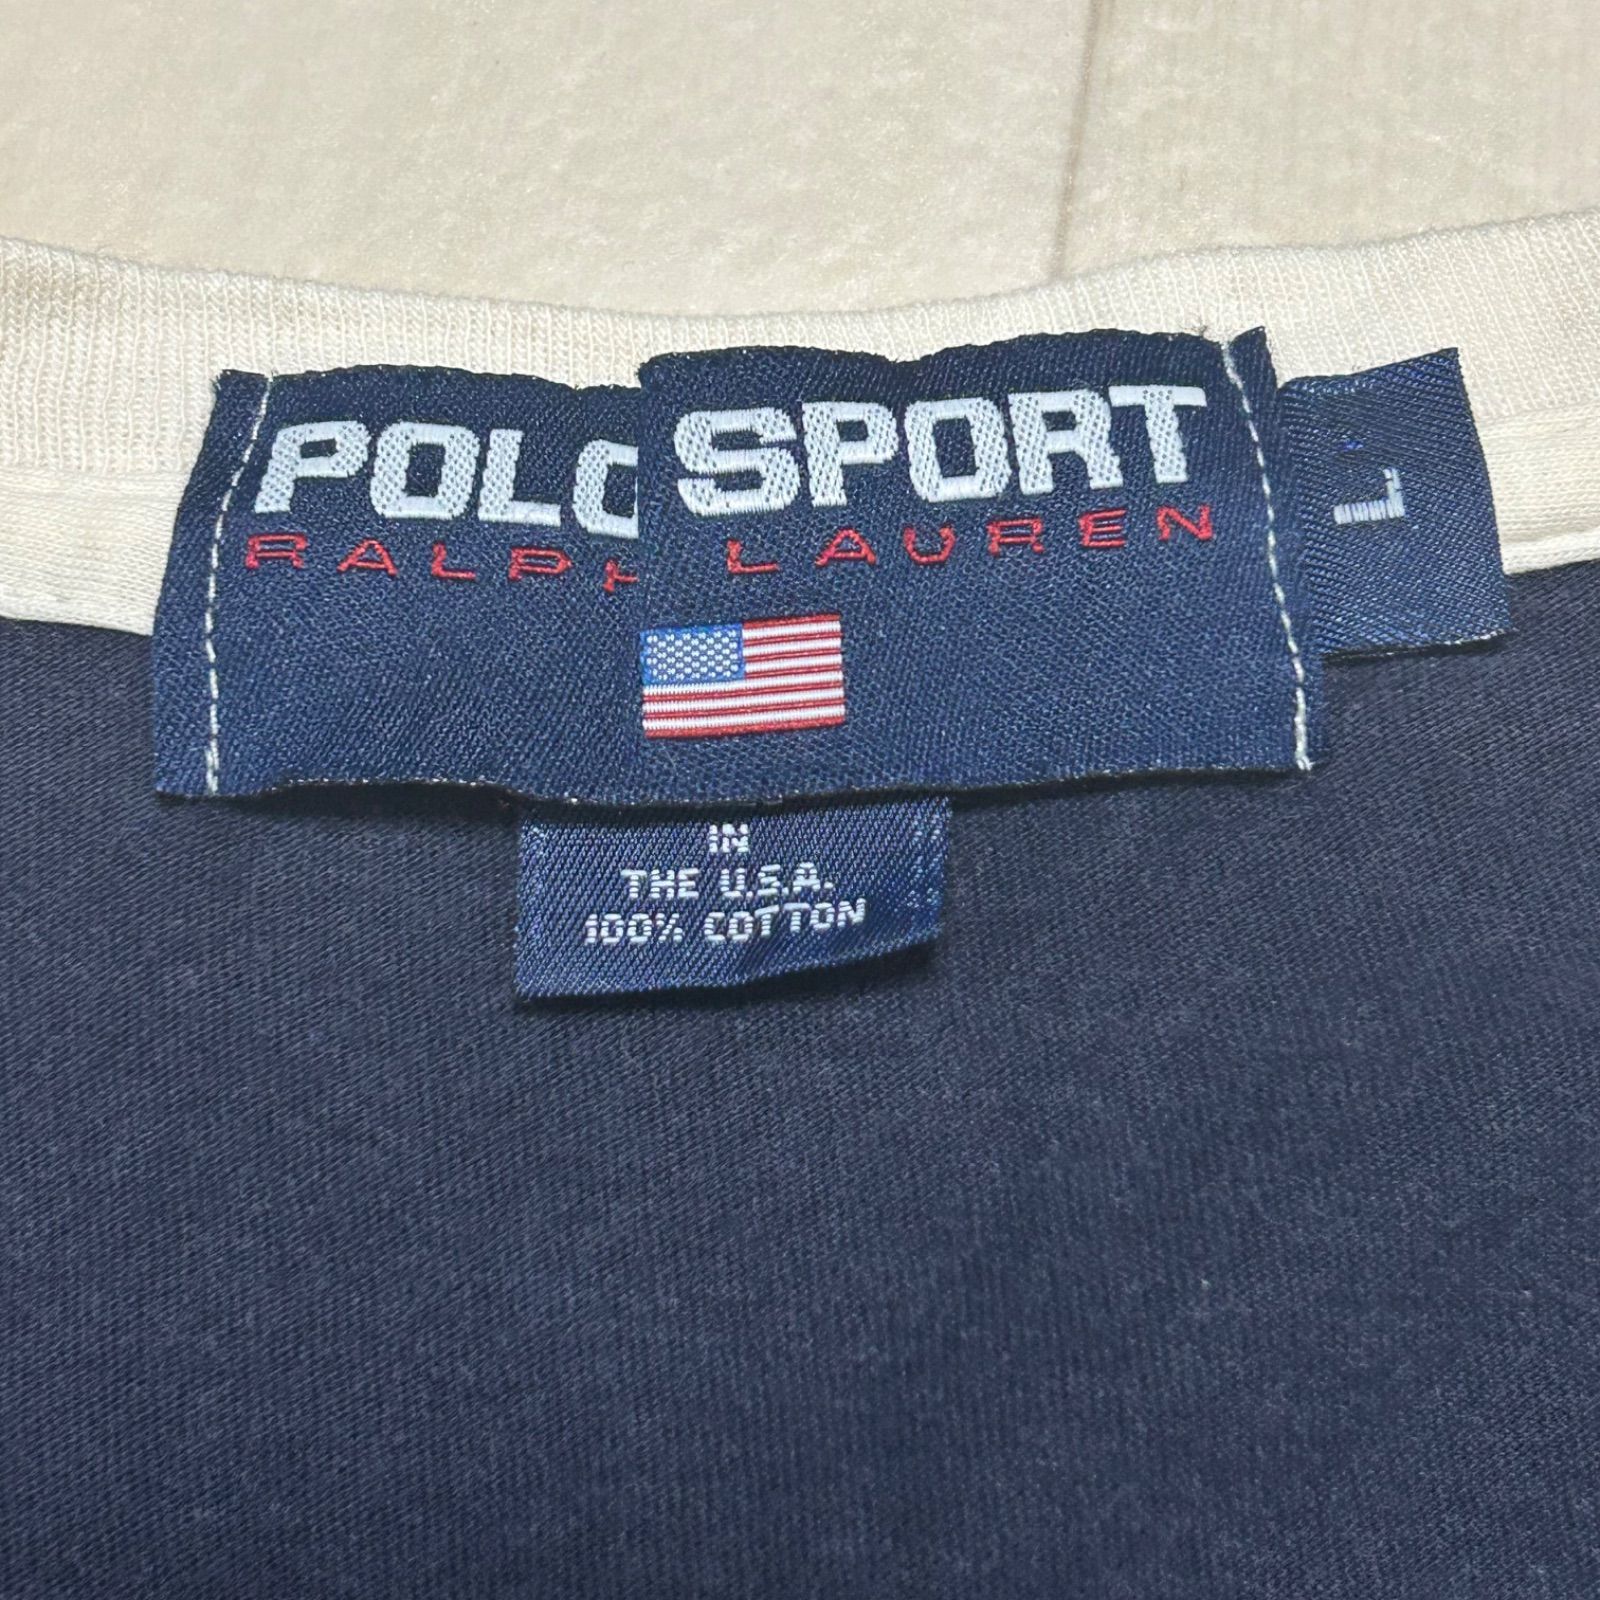 POLO SPORT
RALPH LAUREN
L
IN
THE U.S.A.
100% COTTON